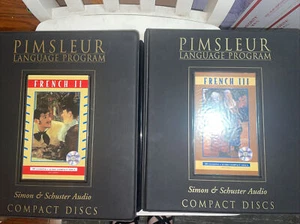 PIMSLEUR
LANGUAGE PROGRAM
FRENCH II
Simon & Schuster Audio
COMPACT DISCS
PIMSLEUR
LANGUAGE PROGRAM
FRENCH III
Simon & Schuster Audio
COMPACT DISCS